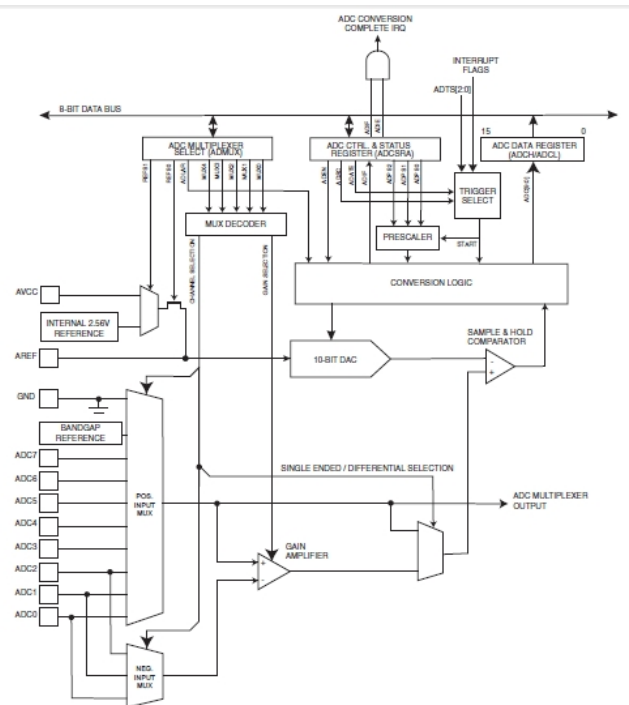 ADC CONVERSION
COMPLETE IRQ
INTERRUPT
FLAGS
ADTS[2:0]
8-BIT DATA BUS
ADIF
ADIE
15
0
ADC MULTIPLEXER
SELECT (ADMUX)
ADC CTRL. & STATUS
REGISTER (ADCSRA)
ADC DATA REGISTER
(ADCH/ADCL)
REFS1
REFS0
ADLAR
MUX4
MUX3
MUX2
MUX1
MUX0
ADEN
ADSC
ADATE
ADIF
ADPS2
ADPS1
ADPS0
ADC[9:0]
TRIGGER
SELECT
MUX DECODER
PRESCALER
START
CHANNEL SELECTION
GAIN SELECTION
CONVERSION LOGIC
AVCC
INTERNAL 2.56V
REFERENCE
SAMPLE & HOLD
COMPARATOR
AREF
10-BIT DAC
-
+
GND
BANDGAP
REFERENCE
ADC7
ADC6
ADC5
ADC4
ADC3
ADC2
ADC1
ADC0
POS.
INPUT
MUX
SINGLE ENDED / DIFFERENTIAL SELECTION
ADC MULTIPLEXER
OUTPUT
GAIN
AMPLIFIER
+
-
NEG.
INPUT
MUX